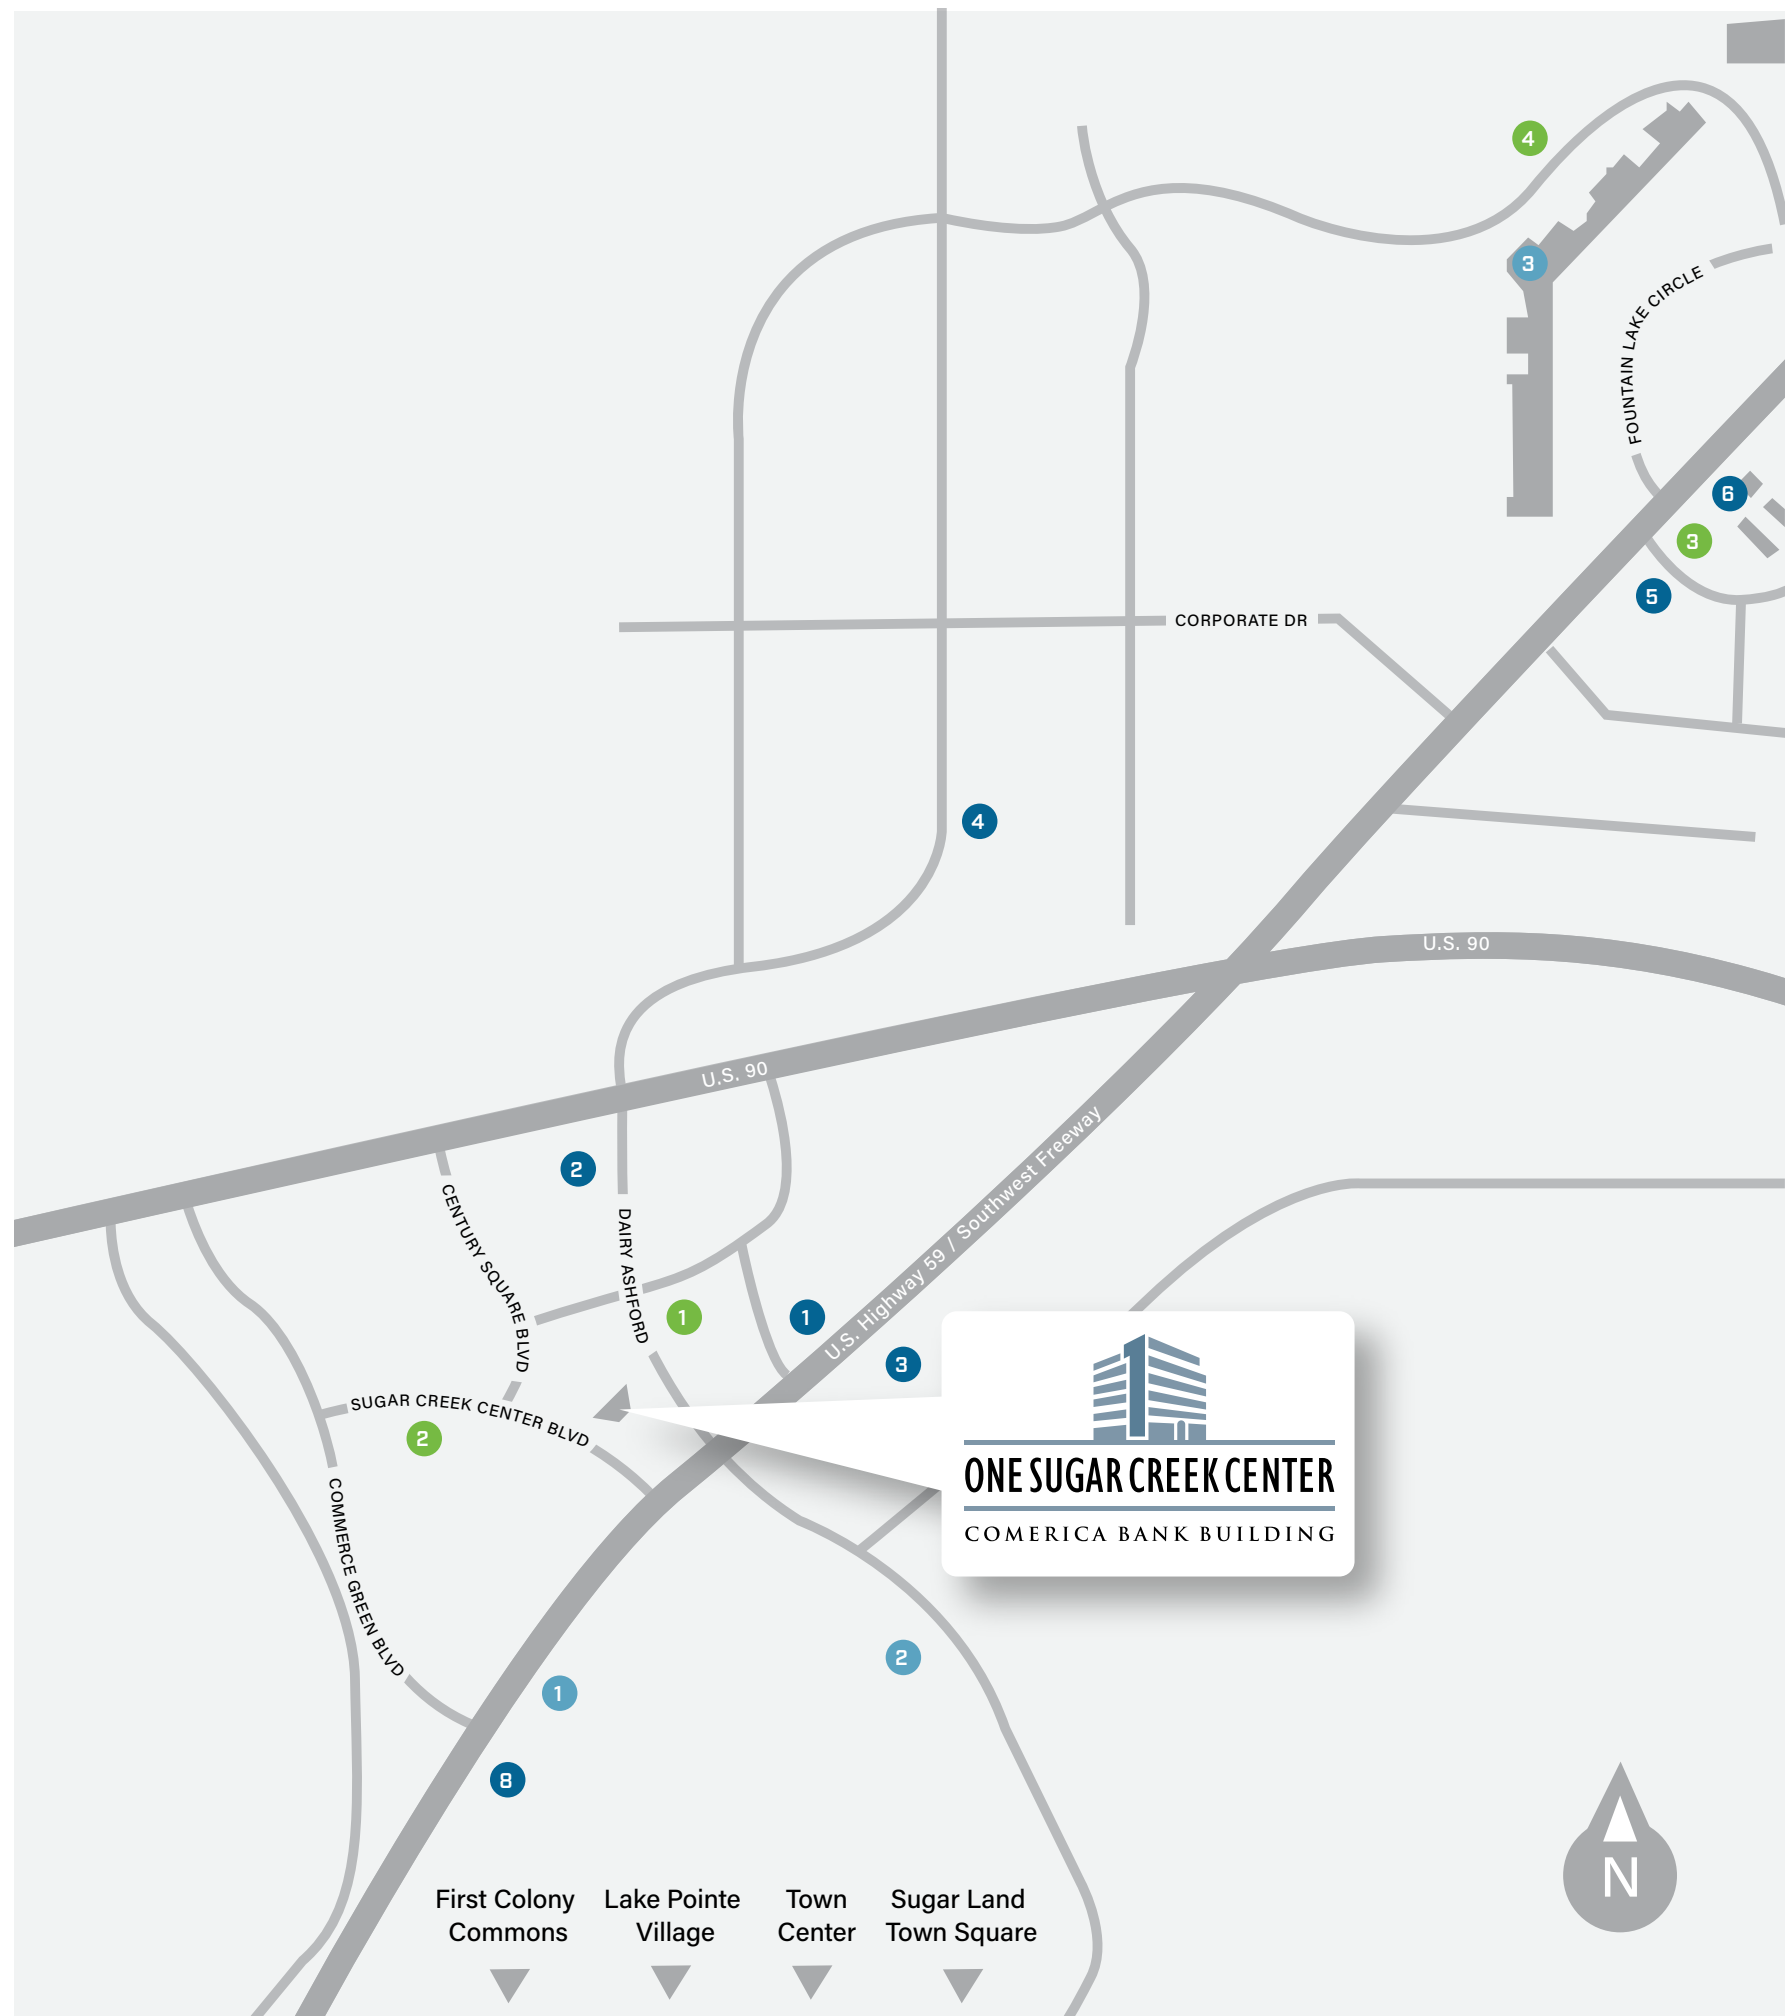 4
3
FOUNTAIN LAKE CIRCLE
6
3
5
CORPORATE DR
4
U.S. 90
U.S. 90
U.S. Highway 59 / Southwest Freeway
2
CENTURY SQUARE BLVD
DAIRY ASHFORD
1
1
3
SUGAR CREEK CENTER BLVD
2
ONE SUGAR CREEK CENTER
COMERICA BANK BUILDING
COMMERCE GREEN BLVD
2
1
8
First Colony
Commons
Lake Pointe
Village
Town
Center
Sugar Land
Town Square
N